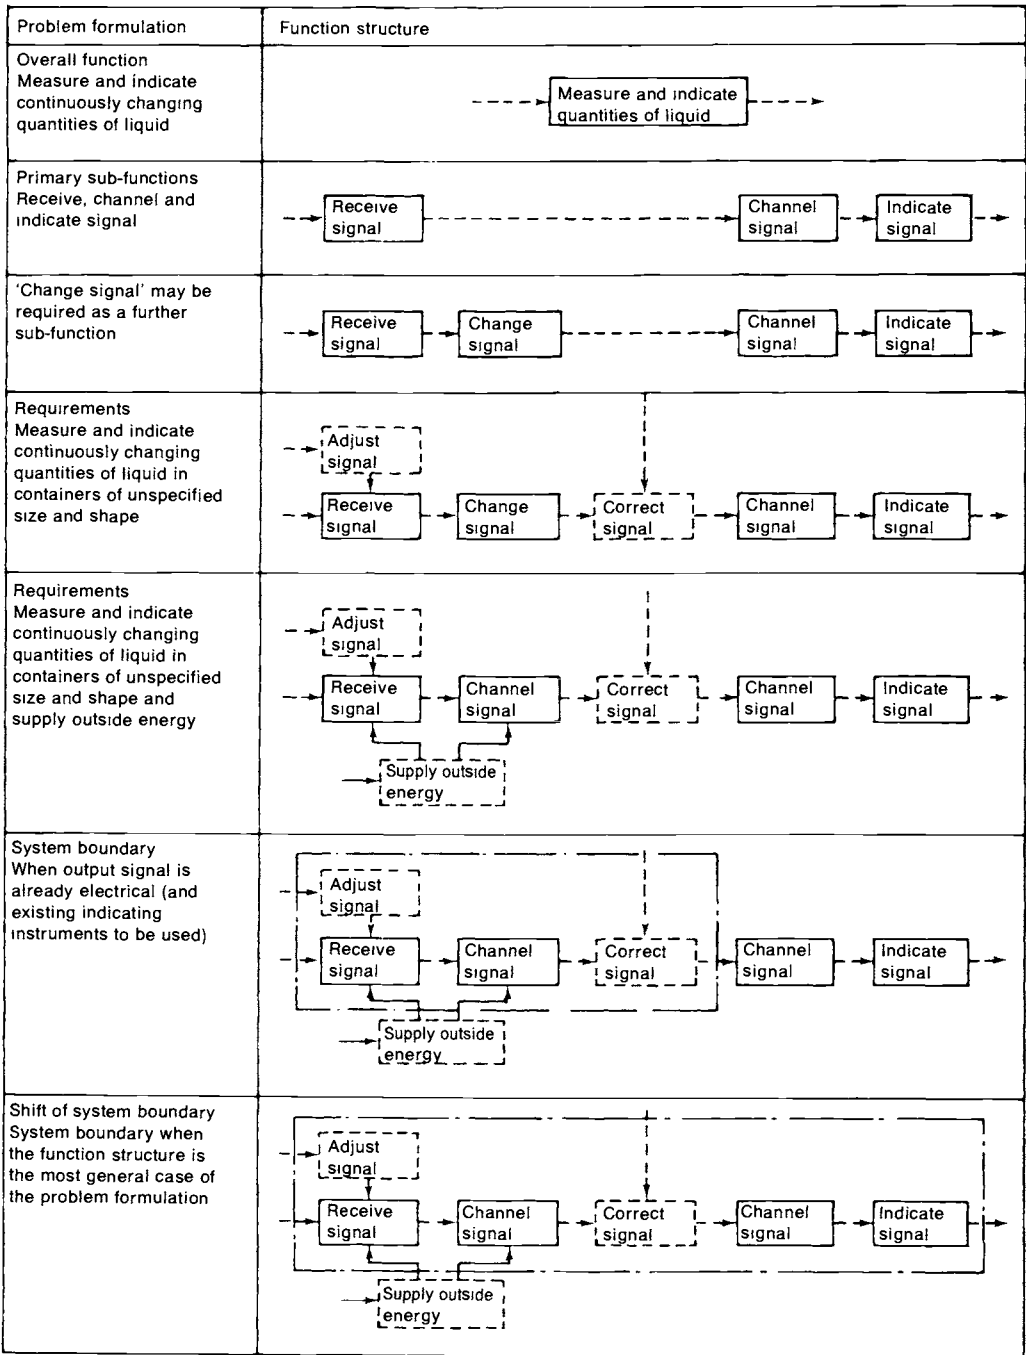 Problem formulation
Function structure
Overall function
Measure and indicate
continuously changing
quantities of liquid
Measure and indicate
quantities of liquid
Primary sub-functions
Receive, channel and
indicate signal
Receive
signal
Channel
signal
Indicate
signal
'Change signal' may be
required as a further
sub-function
Receive
signal
Change
signal
Channel
signal
Indicate
signal
Requirements
Measure and indicate
continuously changing
quantities of liquid in
containers of unspecified
size and shape
Adjust
signal
Receive
signal
Change
signal
Correct
signal
Channel
signal
Indicate
signal
Requirements
Measure and indicate
continuously changing
quantities of liquid in
containers of unspecified
size and shape and
supply outside energy
Adjust
signal
Receive
signal
Channel
signal
Correct
signal
Channel
signal
Indicate
signal
Supply outside
energy
System boundary
When output signal is
already electrical (and
existing indicating
instruments to be used)
Adjust
signal
Receive
signal
Channel
signal
Correct
signal
Channel
signal
Indicate
signal
Supply outside
energy
Shift of system boundary
System boundary when
the function structure is
the most general case of
the problem formulation
Adjust
signal
Receive
signal
Channel
signal
Correct
signal
Channel
signal
Indicate
signal
Supply outside
energy